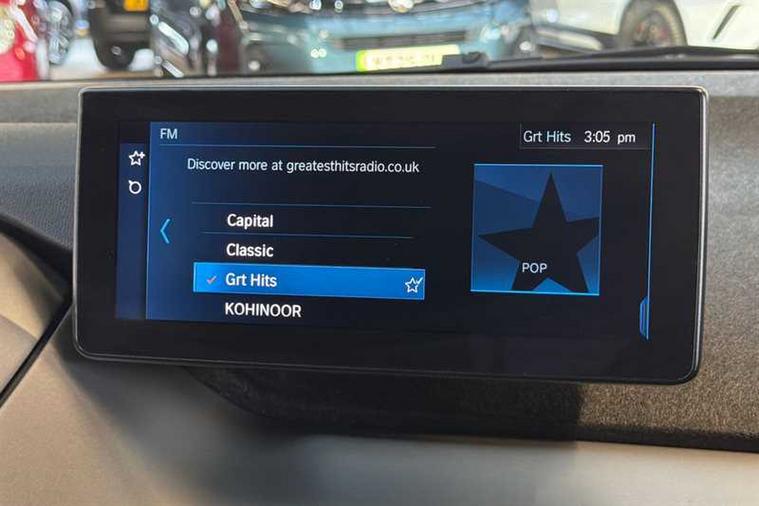 FM
Grt Hits 3:05 pm
Discover more at greatesthitsradio.co.uk
Capital
Classic
Grt Hits
KOHINOOR
POP